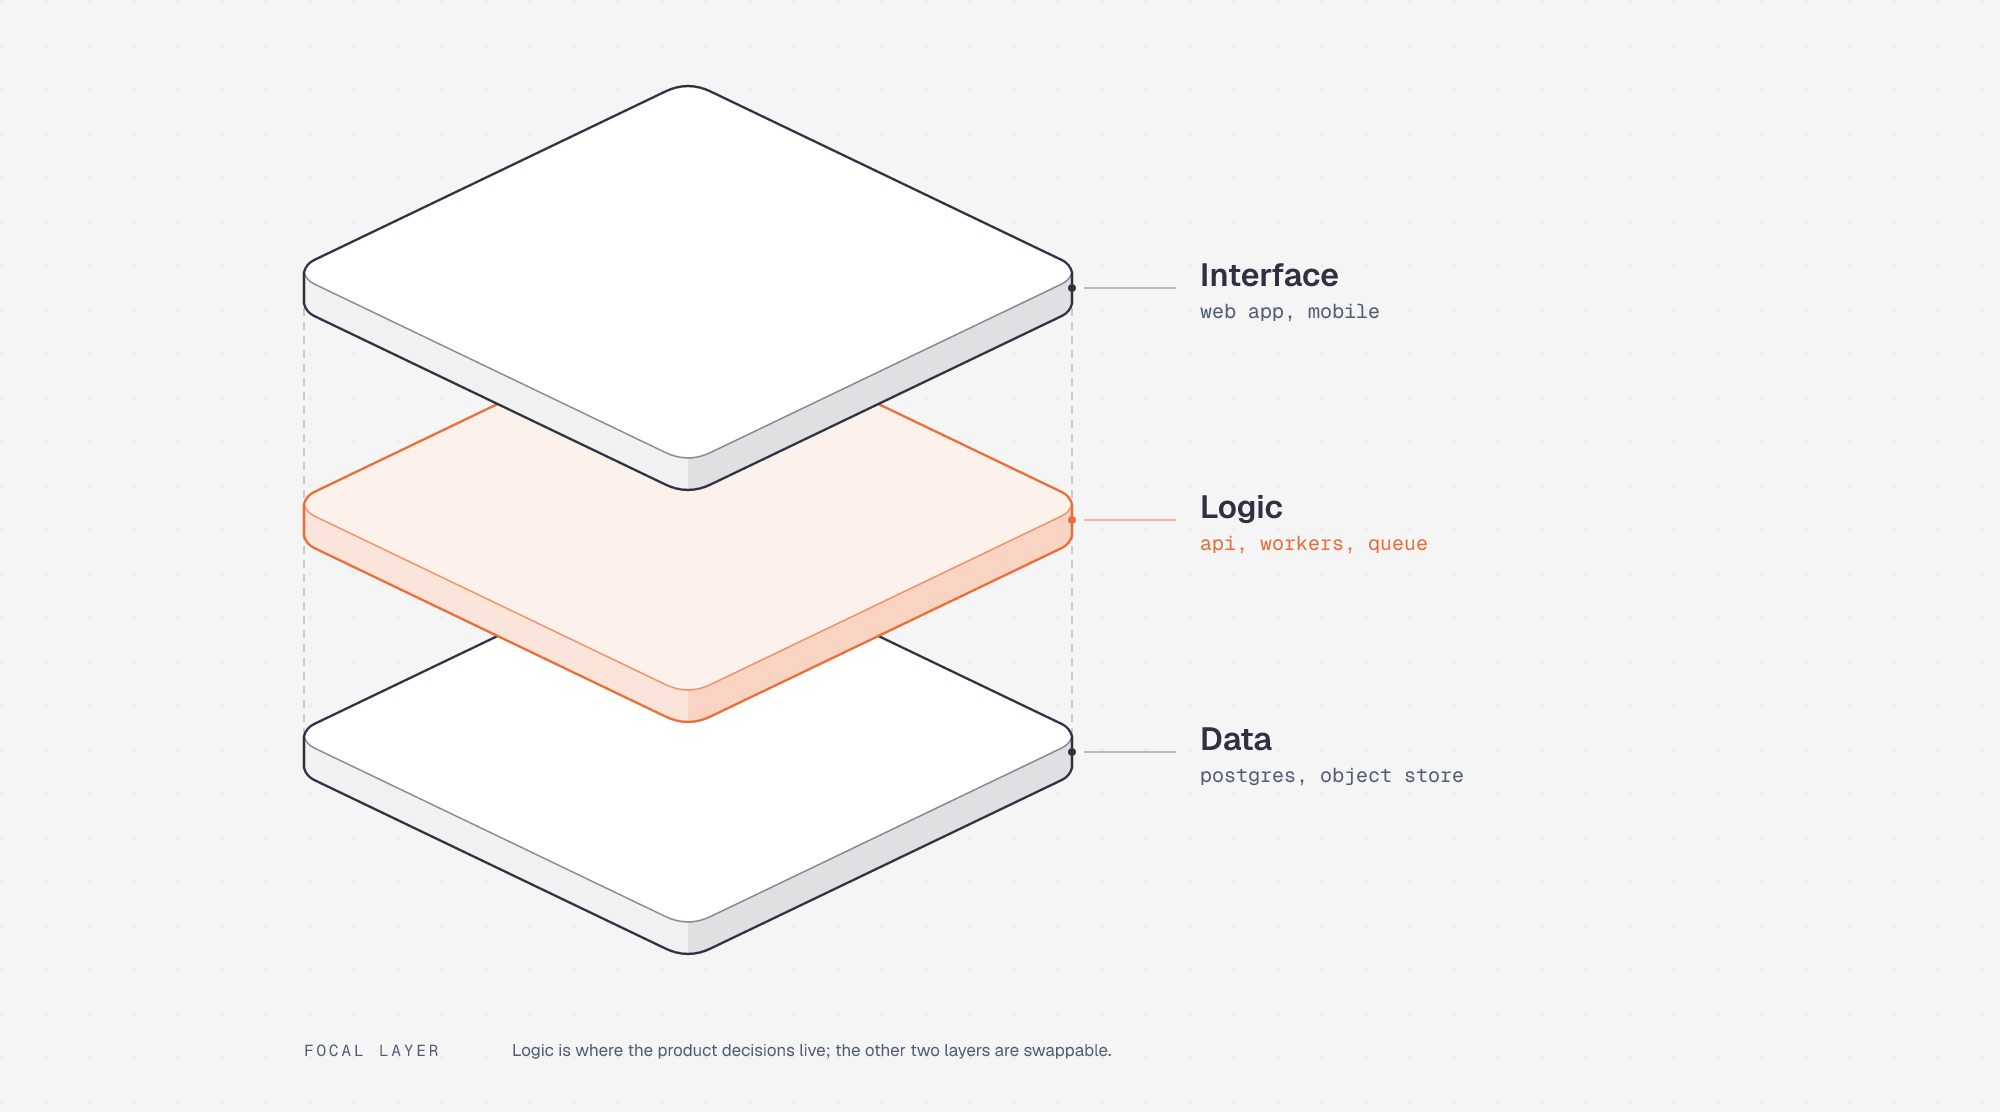 Interface
web app, mobile
Logic
api, workers, queue
Data
postgres, object store
FOCAL LAYER
Logic is where the product decisions live; the other two layers are swappable.